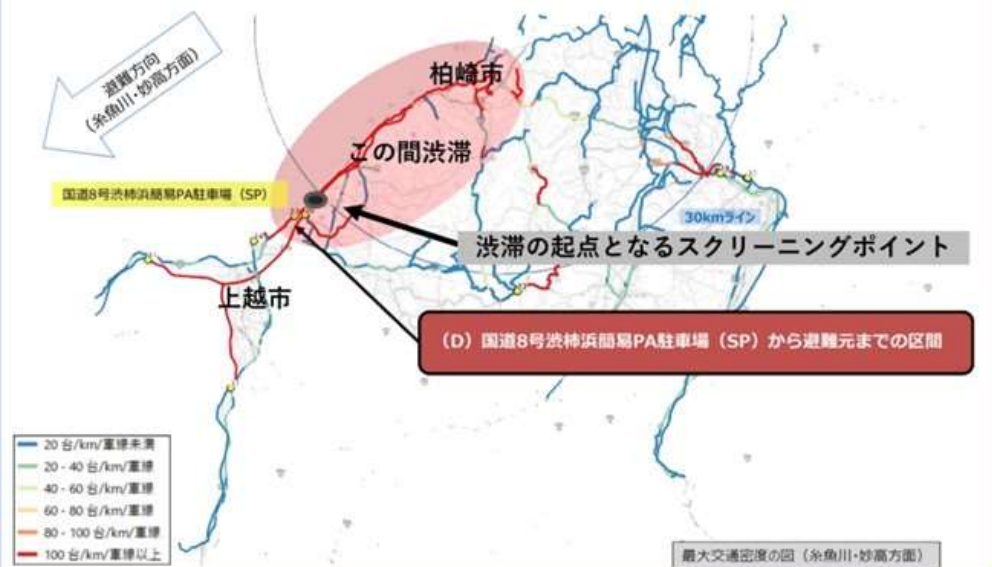 避難方向
(糸魚川・妙高方面)
柏崎市
この間渋滞
国道8号渋柿浜簡易PA駐車場（SP）
30kmライン
渋滞の起点となるスクリーニングポイント
上越市
（D）国道8号渋柿浜簡易PA駐車場（SP）から避難元までの区間
20 台/km/車線未満
20 - 40 台/km/車線
40 - 60 台/km/車線
60 - 80 台/km/車線
80 - 100 台/km/車線
100 台/km/車線以上
最大交通密度の図（糸魚川・妙高方面）